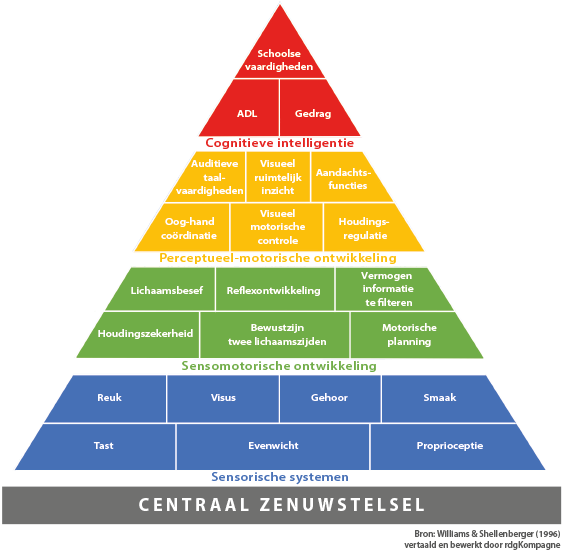 Schoolse
vaardigheden
ADL
Gedrag
Cognitieve intelligentie
Auditieve
taal-
vaardigheden
Visueel
ruimtelijk
inzicht
Aandachts-
functies
Oog-hand
coördinatie
Visueel
motorische
controle
Houdings-
regulatie
Perceptueel-motorische ontwikkeling
Lichaamsbesef
Reflexontwikkeling
Vermogen
informatie
te filteren
Houdingszekerheid
Bewustzijn
twee lichaamszijden
Motorische
planning
Sensomotorische ontwikkeling
Reuk
Visus
Gehoor
Smaak
Tast
Evenwicht
Proprioceptie
Sensorische systemen
CENTRAAL ZENUWSTELSEL
Bron: Williams & Shellenberger (1996)
vertaald en bewerkt door rdgKompagne